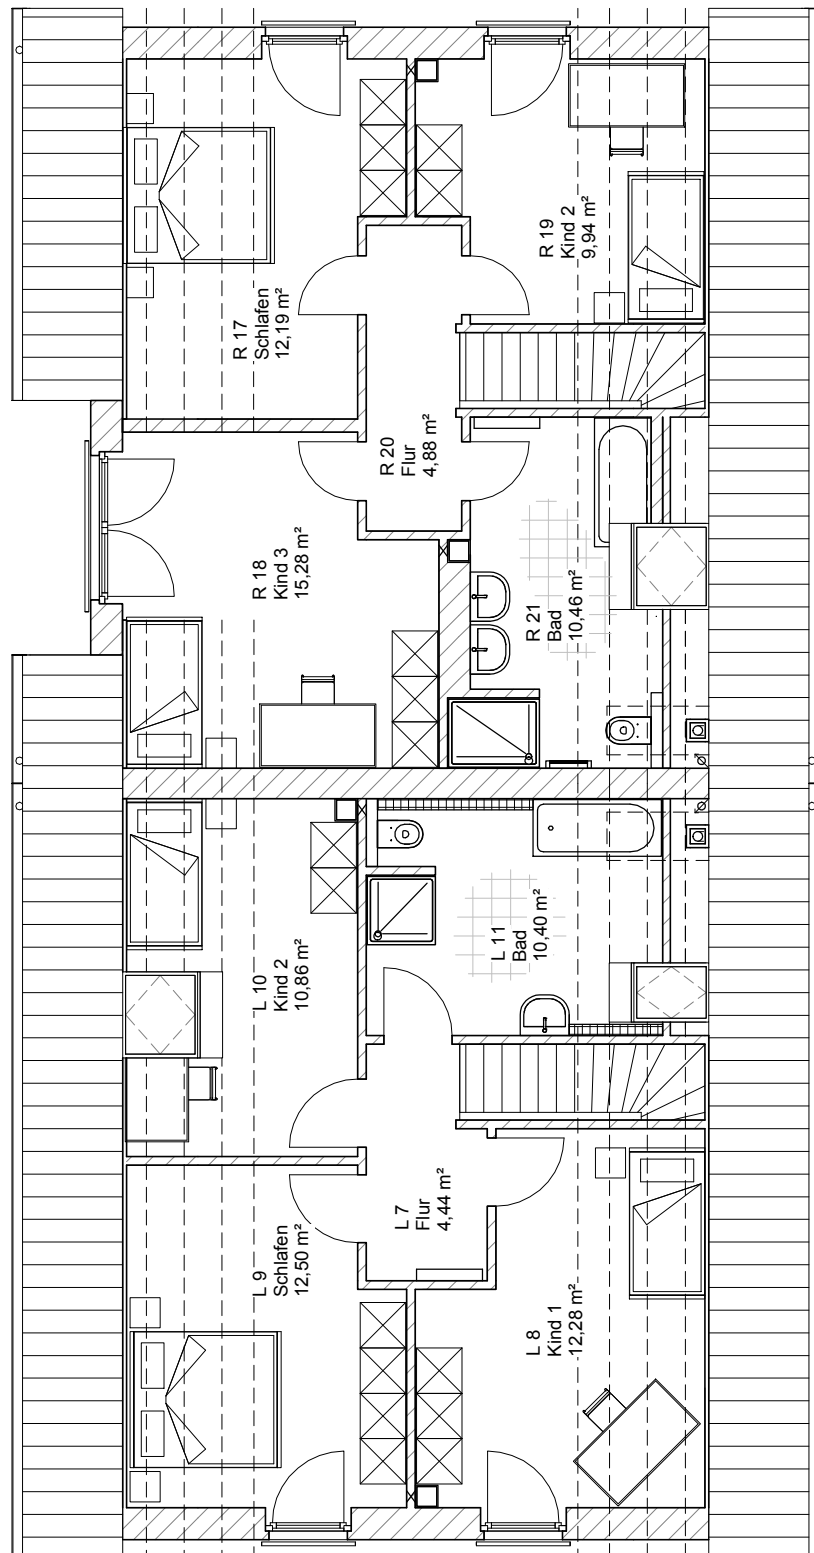 R 17
Schlafen
12,19 m²
R 19
Kind 2
9,94 m²
R 20
Flur
4,88 m²
R 18
Kind 3
15,28 m²
R 21
Bad
10,46 m²
L 10
Kind 2
10,86 m²
L 11
Bad
10,40 m²
L 9
Schlafen
12,50 m²
L 7
Flur
4,44 m²
L 8
Kind 1
12,28 m²